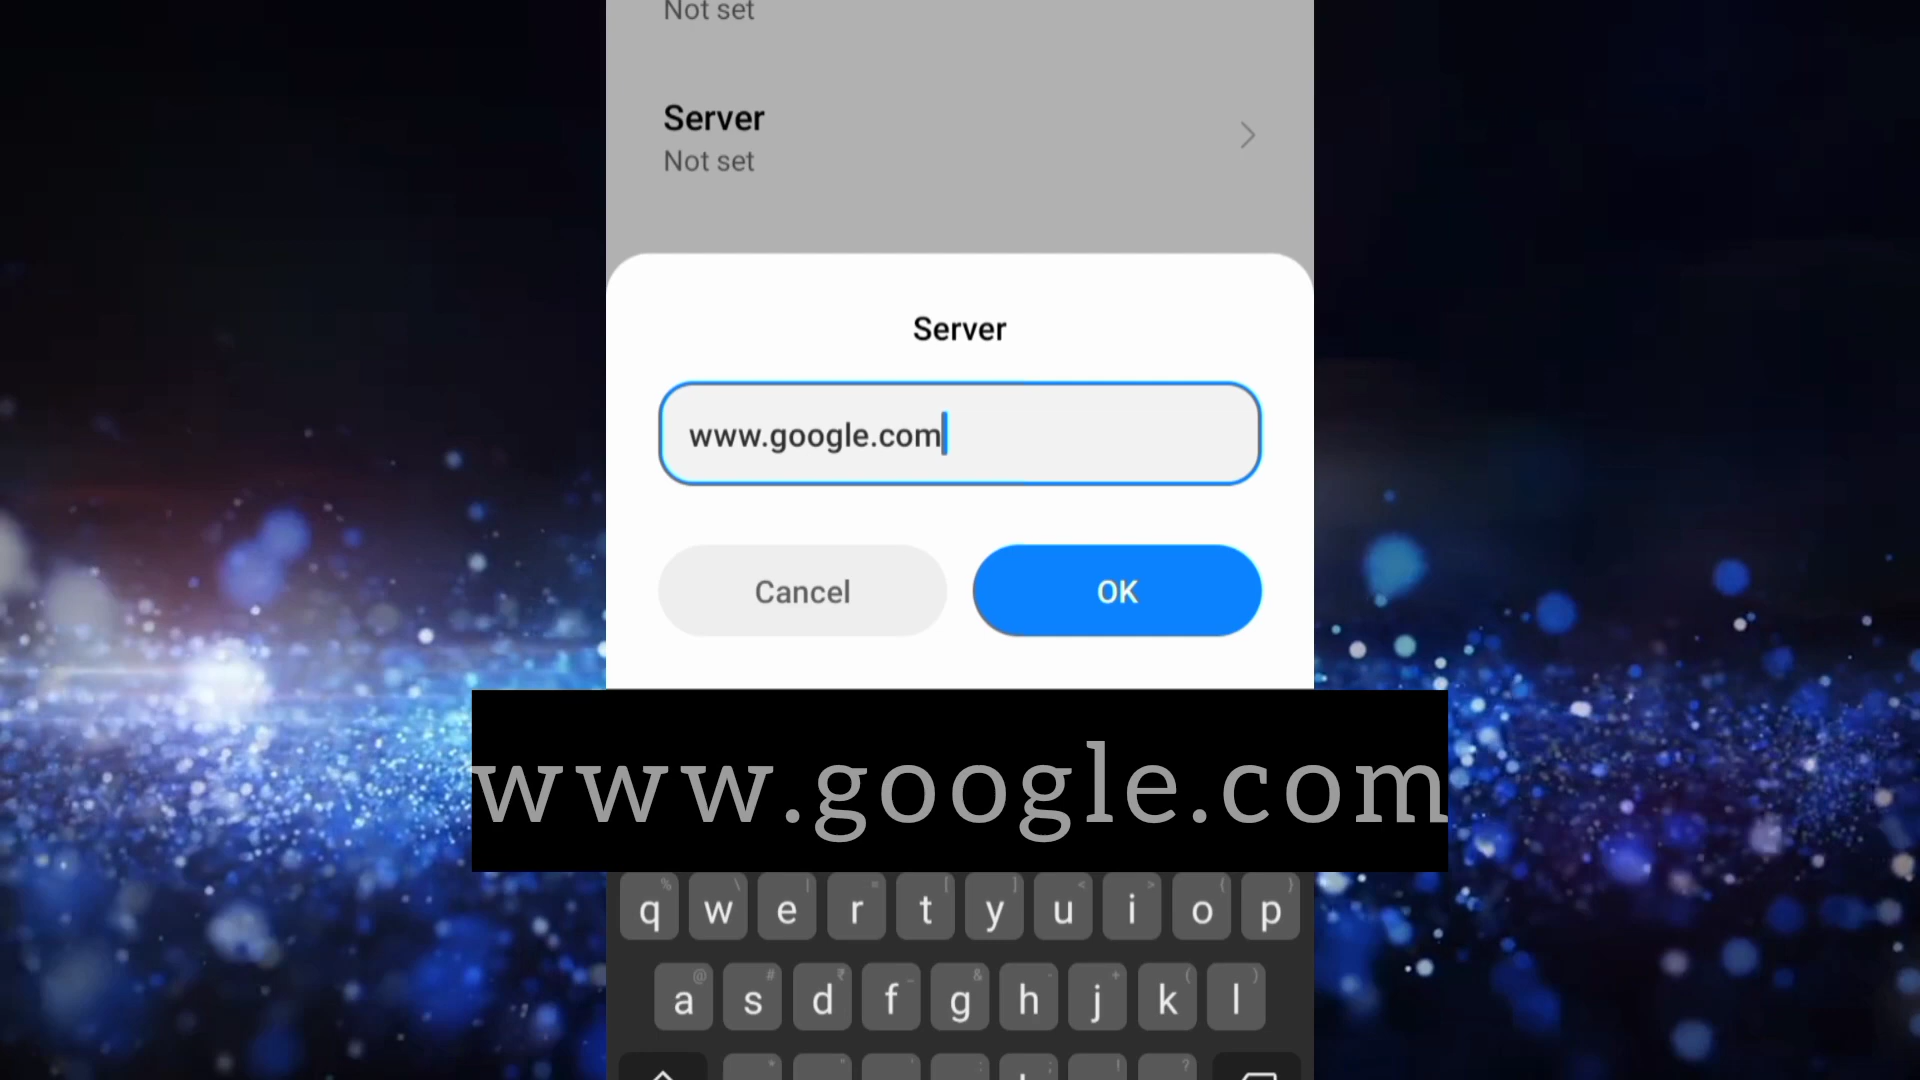 Not set
Server
Not set
Server
www.google.com
Cancel
OK
www.google.com
% \ | = [ ] < > { }
q w e r t y u i o p
@ # ₹ _ & - + ( )
a s d f g h j k l
* " ' : ; ! ?